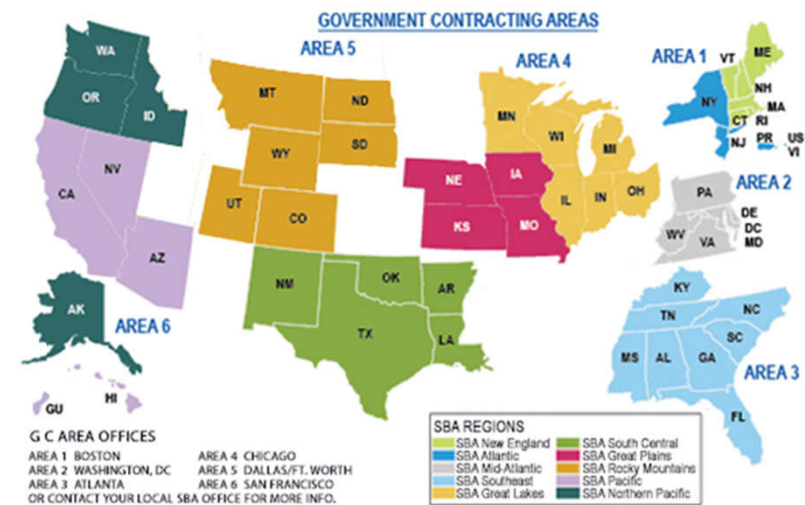 GOVERNMENT CONTRACTING AREAS
AREA 5
AREA 4
AREA 1
WA
OR
ID
MT
ND
SD
WY
UT
CO
MN
WI
MI
IL
IN
OH
NE
IA
KS
MO
VT
ME
NH
MA
NY
CT
RI
NJ
PR
US
VI
CA
NV
AZ
AREA 2
PA
DE
DC
MD
WV
VA
NM
OK
AR
TX
LA
KY
TN
NC
SC
MS
AL
GA
FL
AREA 3
AK
AREA 6
HI
GU
G C AREA OFFICES
AREA 1 BOSTON
AREA 2 WASHINGTON, DC
AREA 3 ATLANTA
AREA 4 CHICAGO
AREA 5 DALLAS/FT. WORTH
AREA 6 SAN FRANCISCO
OR CONTACT YOUR LOCAL SBA OFFICE FOR MORE INFO.
SBA REGIONS
SBA New England
SBA Atlantic
SBA Mid-Atlantic
SBA Southeast
SBA Great Lakes
SBA South Central
SBA Great Plains
SBA Rocky Mountains
SBA Pacific
SBA Northern Pacific